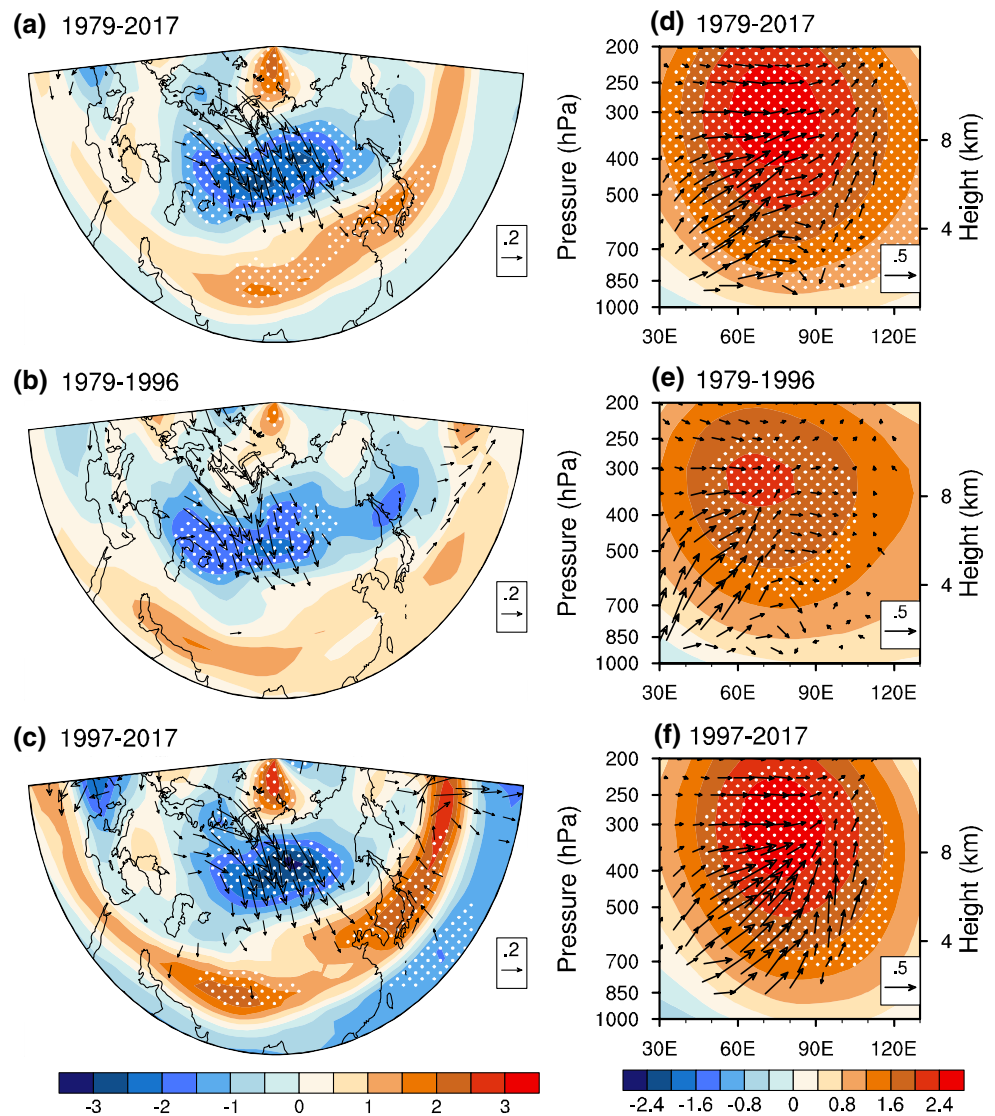 (a) 1979-2017
.2
(b) 1979-1996
.2
(c) 1997-2017
.2
-3 -2 -1 0 1 2 3
(d) 1979-2017
Pressure (hPa)
200
250
300
400
500
700
850
1000
30E 60E 90E 120E
8
4
Height (km)
.5
(e) 1979-1996
Pressure (hPa)
200
250
300
400
500
700
850
1000
30E 60E 90E 120E
8
4
Height (km)
.5
(f) 1997-2017
Pressure (hPa)
200
250
300
400
500
700
850
1000
30E 60E 90E 120E
8
4
Height (km)
.5
-2.4 -1.6 -0.8 0 0.8 1.6 2.4